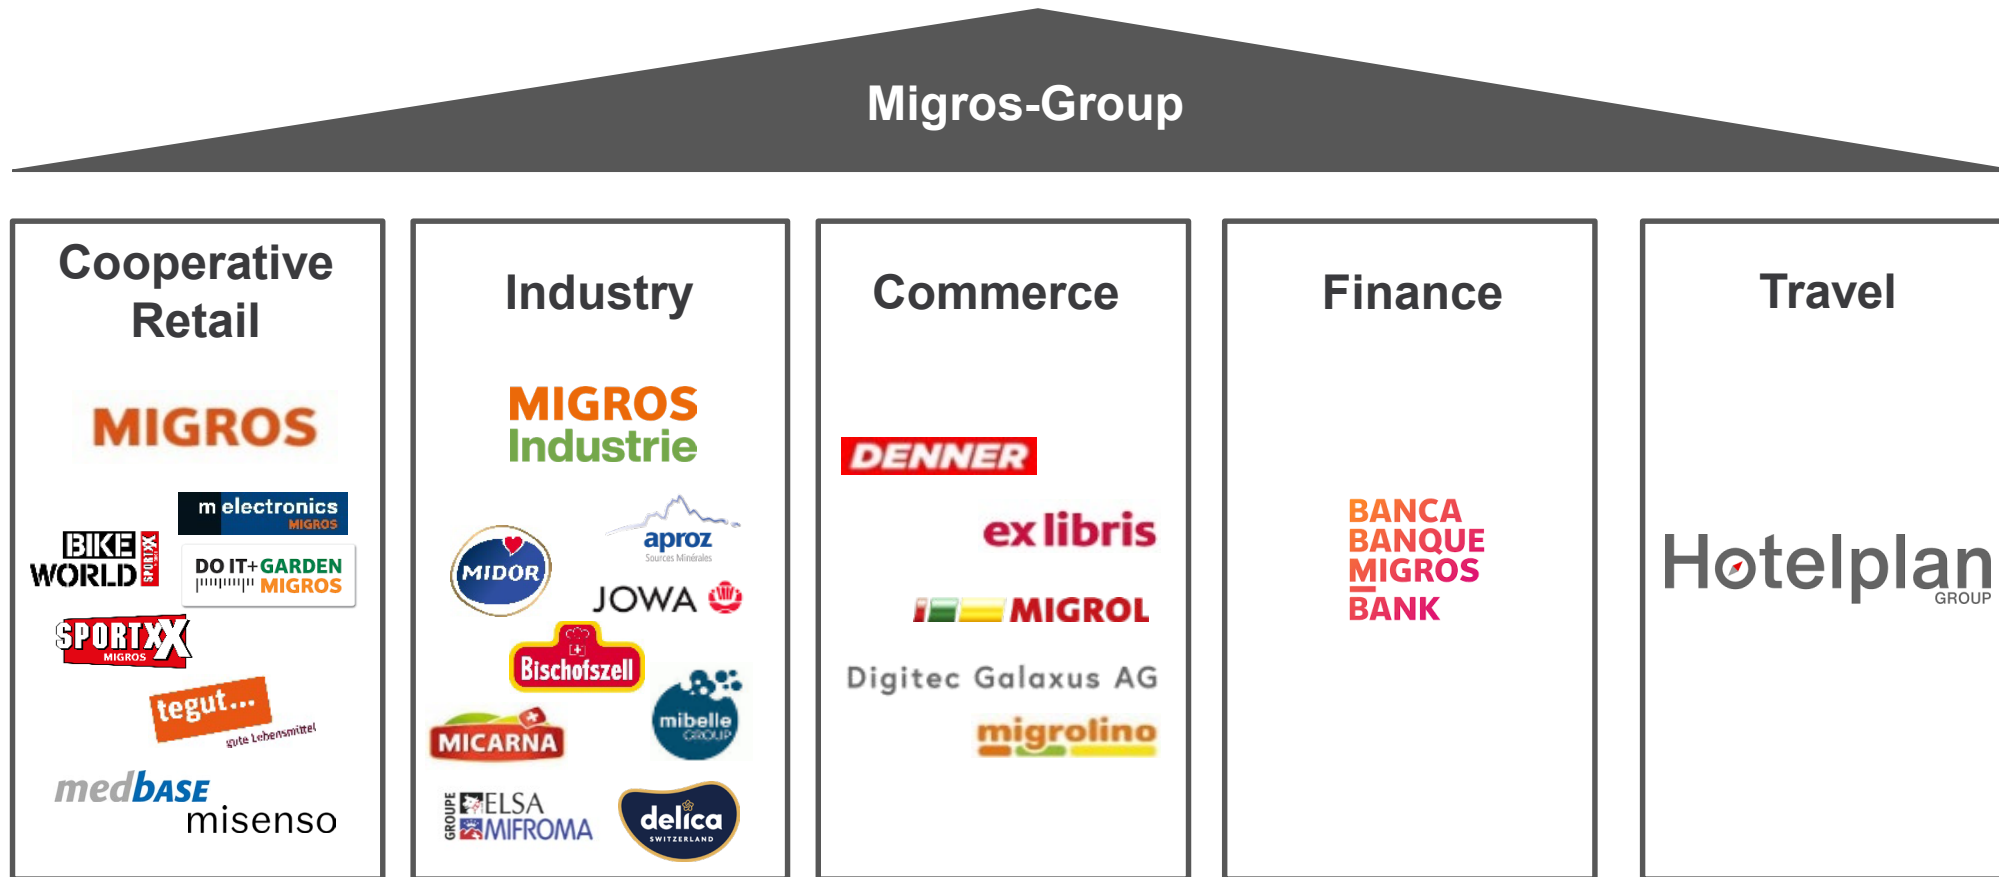 Migros-Group
Cooperative
Retail
MIGROS
m electronics
MIGROS
BIKE
WORLD
SPORTXX
DO IT+GARDEN
MIGROS
SPORTXX
MIGROS
tegut...
gute Lebensmittel
medbase
misenso
Industry
MIGROS
Industrie
aproz
Sources Minérales
MIDOR
JOWA
Bischofszell
mibelle
GROUP
MICARNA
GROUPE
ELSA
MIFROMA
delica
SWITZERLAND
Commerce
DENNER
ex libris
MIGROL
Digitec Galaxus AG
migrolino
Finance
BANCA
BANQUE
MIGROS
BANK
Travel
Hotelplan
GROUP